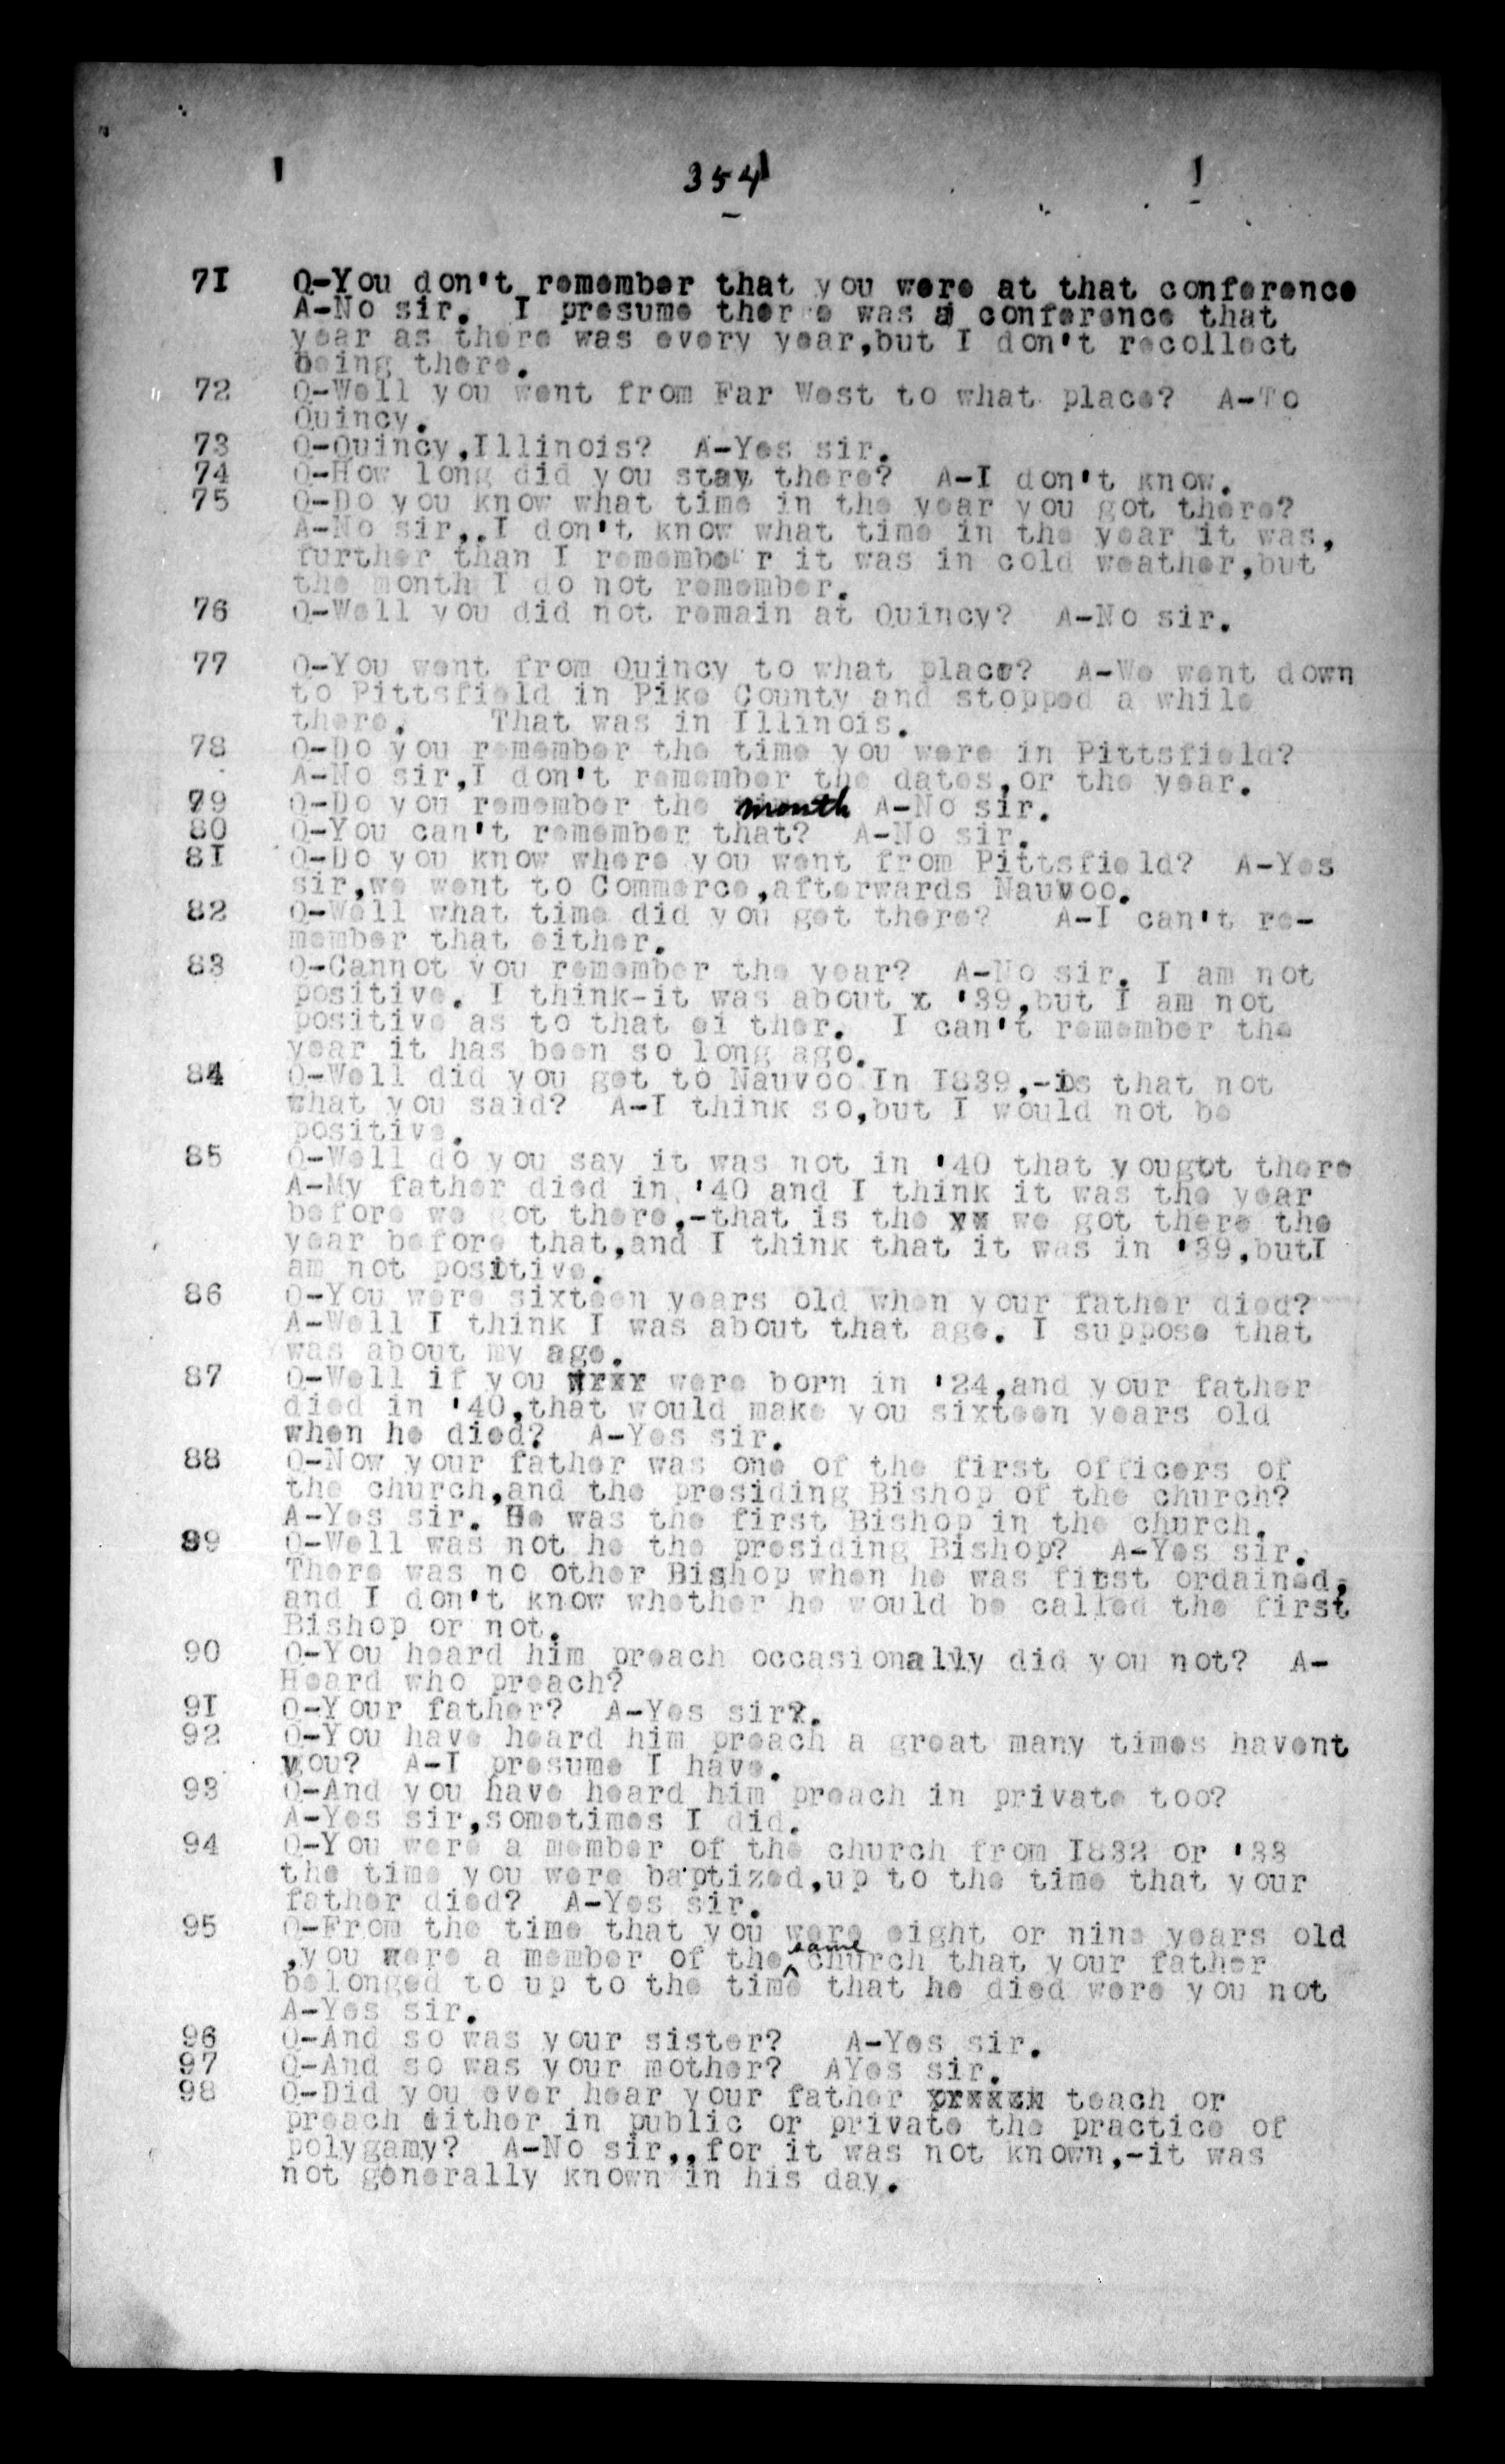 354
71 Q-You don't remember that you were at that conference
A-No sir. I presume there was a conference that
year as there was every year,but I don't recollect
being there.
72 Q-Well you went from Far West to what place? A-To
Quincy.
73 Q-Quincy,Illinois? A-Yes sir.
74 Q-How long did you stay there? A-I don't know.
75 Q-Do you know what time in the year you got there?
A-No sir,.I don't know what time in the year it was,
further than I remembe r it was in cold weather,but
the month I do not remember.
76 Q-Well you did not remain at Quincy? A-No sir.
77 Q-You went from Quincy to what place? A-We went down
to Pittsfield in Pike County and stopped a while
there. That was in Illinois.
78 Q-Do you remember the time you were in Pittsfield?
A-No sir,I don't remember the dates,or the year.
79 Q-Do you remember the month A-No sir.
80 Q-You can't remember that? A-No sir.
81 Q-Do you know where you went from Pittsfield? A-Yes
sir,we went to Commerce,afterwards Nauvoo.
82 Q-Well what time did you get there? A-I can't re-
member that either.
83 Q-Cannot you remember the year? A-No sir. I am not
positive. I think-it was about x '39,but I am not
positive as to that ei ther. I can't remember the
year it has been so long ago.
84 Q-Well did you get to Nauvoo In I839,-is that not
what you said? A-I think so,but I would not be
positive.
85 Q-Well do you say it was not in '40 that yougot there
A-My father died in '40 and I think it was the year
before we got there,-that is the xx we got there the
year before that,and I think that it was in '39,butI
am not positive.
86 Q-You were sixteen years old when your father died?
A-Well I think I was about that age. I suppose that
was about my age.
87 Q-Well if you wrxr were born in '24,and your father
died in '40,that would make you sixteen years old
when he died? A-Yes sir.
88 Q-Now your father was one of the first officers of
the church,and the presiding Bishop of the church?
A-Yes sir. He was the first Bishop in the church.
89 Q-Well was not he the presiding Bishop? A-Yes sir.
There was no other Bishop when he was first ordained,
and I don't know whether he would be called the first
Bishop or not.
90 Q-You heard him preach occasionally did you not? A-
Heard who preach?
91 Q-Your father? A-Yes sir.
92 Q-You have heard him preach a great many times havent
you? A-I presume I have.
93 Q-And you have heard him preach in private too?
A-Yes sir,sometimes I did.
94 Q-You were a member of the church from I832 or '33
the time you were baptized,up to the time that your
father died? A-Yes sir.
95 Q-From the time that you were eight or nine years old
,you were a member of the same church that your father
belonged to up to the time that he died were you not
A-Yes sir.
96 Q-And so was your sister? A-Yes sir.
97 Q-And so was your mother? AYes sir.
98 Q-Did you ever hear your father prxxzh teach or
preach either in public or private the practice of
polygamy? A-No sir,,for it was not known,-it was
not generally known in his day.